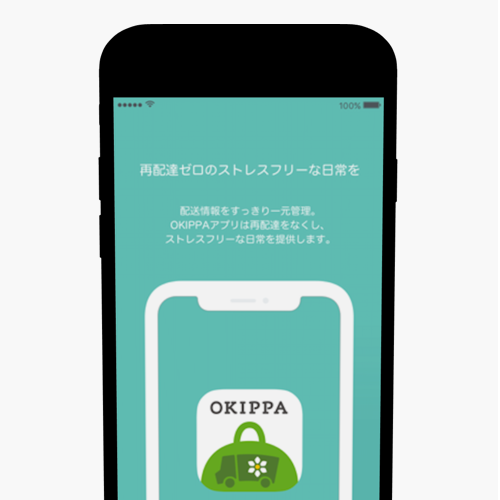 100%
再配達ゼロのストレスフリーな日常を
配送情報をすっきり一元管理。
OKIPPAアプリは再配達をなくし、
ストレスフリーな日常を提供します。
OKIPPA